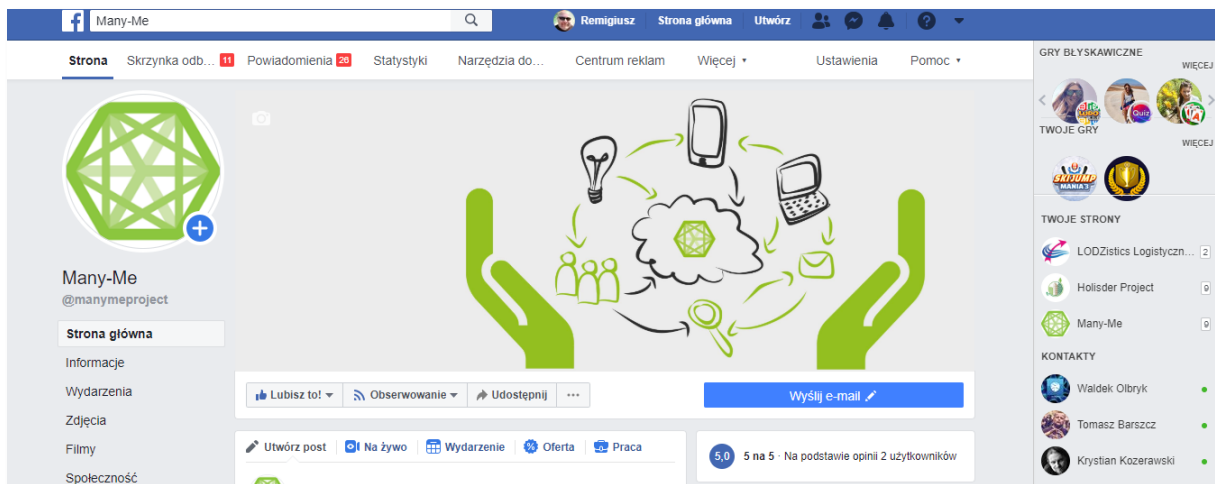 Many-Me
Remigiusz Strona główna Utwórz
Strona Skrzynka odb... 11 Powiadomienia 26 Statystyki Narzędzia do... Centrum reklam Więcej Ustawienia Pomoc
Many-Me
@manymeproject
Strona główna
Informacje
Wydarzenia
Zdjęcia
Filmy
Społeczność
Lubisz to! Obserwowanie Udostępnij ...
Wyślij e-mail
Utwórz post Na żywo Wydarzenie Oferta Praca
5,0 5 na 5 · Na podstawie opinii 2 użytkowników
GRY BŁYSKAWICZNE
WIĘCEJ
Quiz
TWOJE GRY
WIĘCEJ
SKIJUMP
MANIA 3
TWOJE STRONY
LODZistics Logistyczn... 2
Holisder Project 9
Many-Me 9
KONTAKTY
Waldek Olbryk
Tomasz Barszcz
Krystian Kozerawski